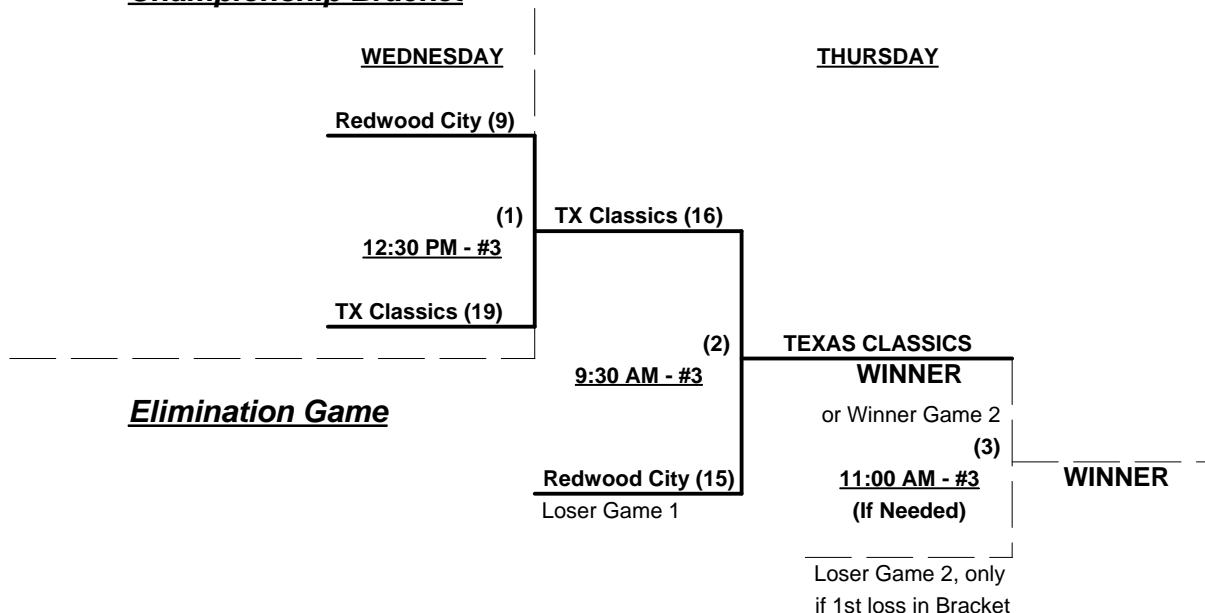 Championship Bracket
WEDNESDAY
THURSDAY
Redwood City (9)
(1)
TX Classics (16)
12:30 PM - #3
TX Classics (19)
(2)
TEXAS CLASSICS
9:30 AM - #3
WINNER
Elimination Game
or Winner Game 2
(3)
Redwood City (15)
11:00 AM - #3
WINNER
Loser Game 1
(If Needed)
Loser Game 2, only
if 1st loss in Bracket